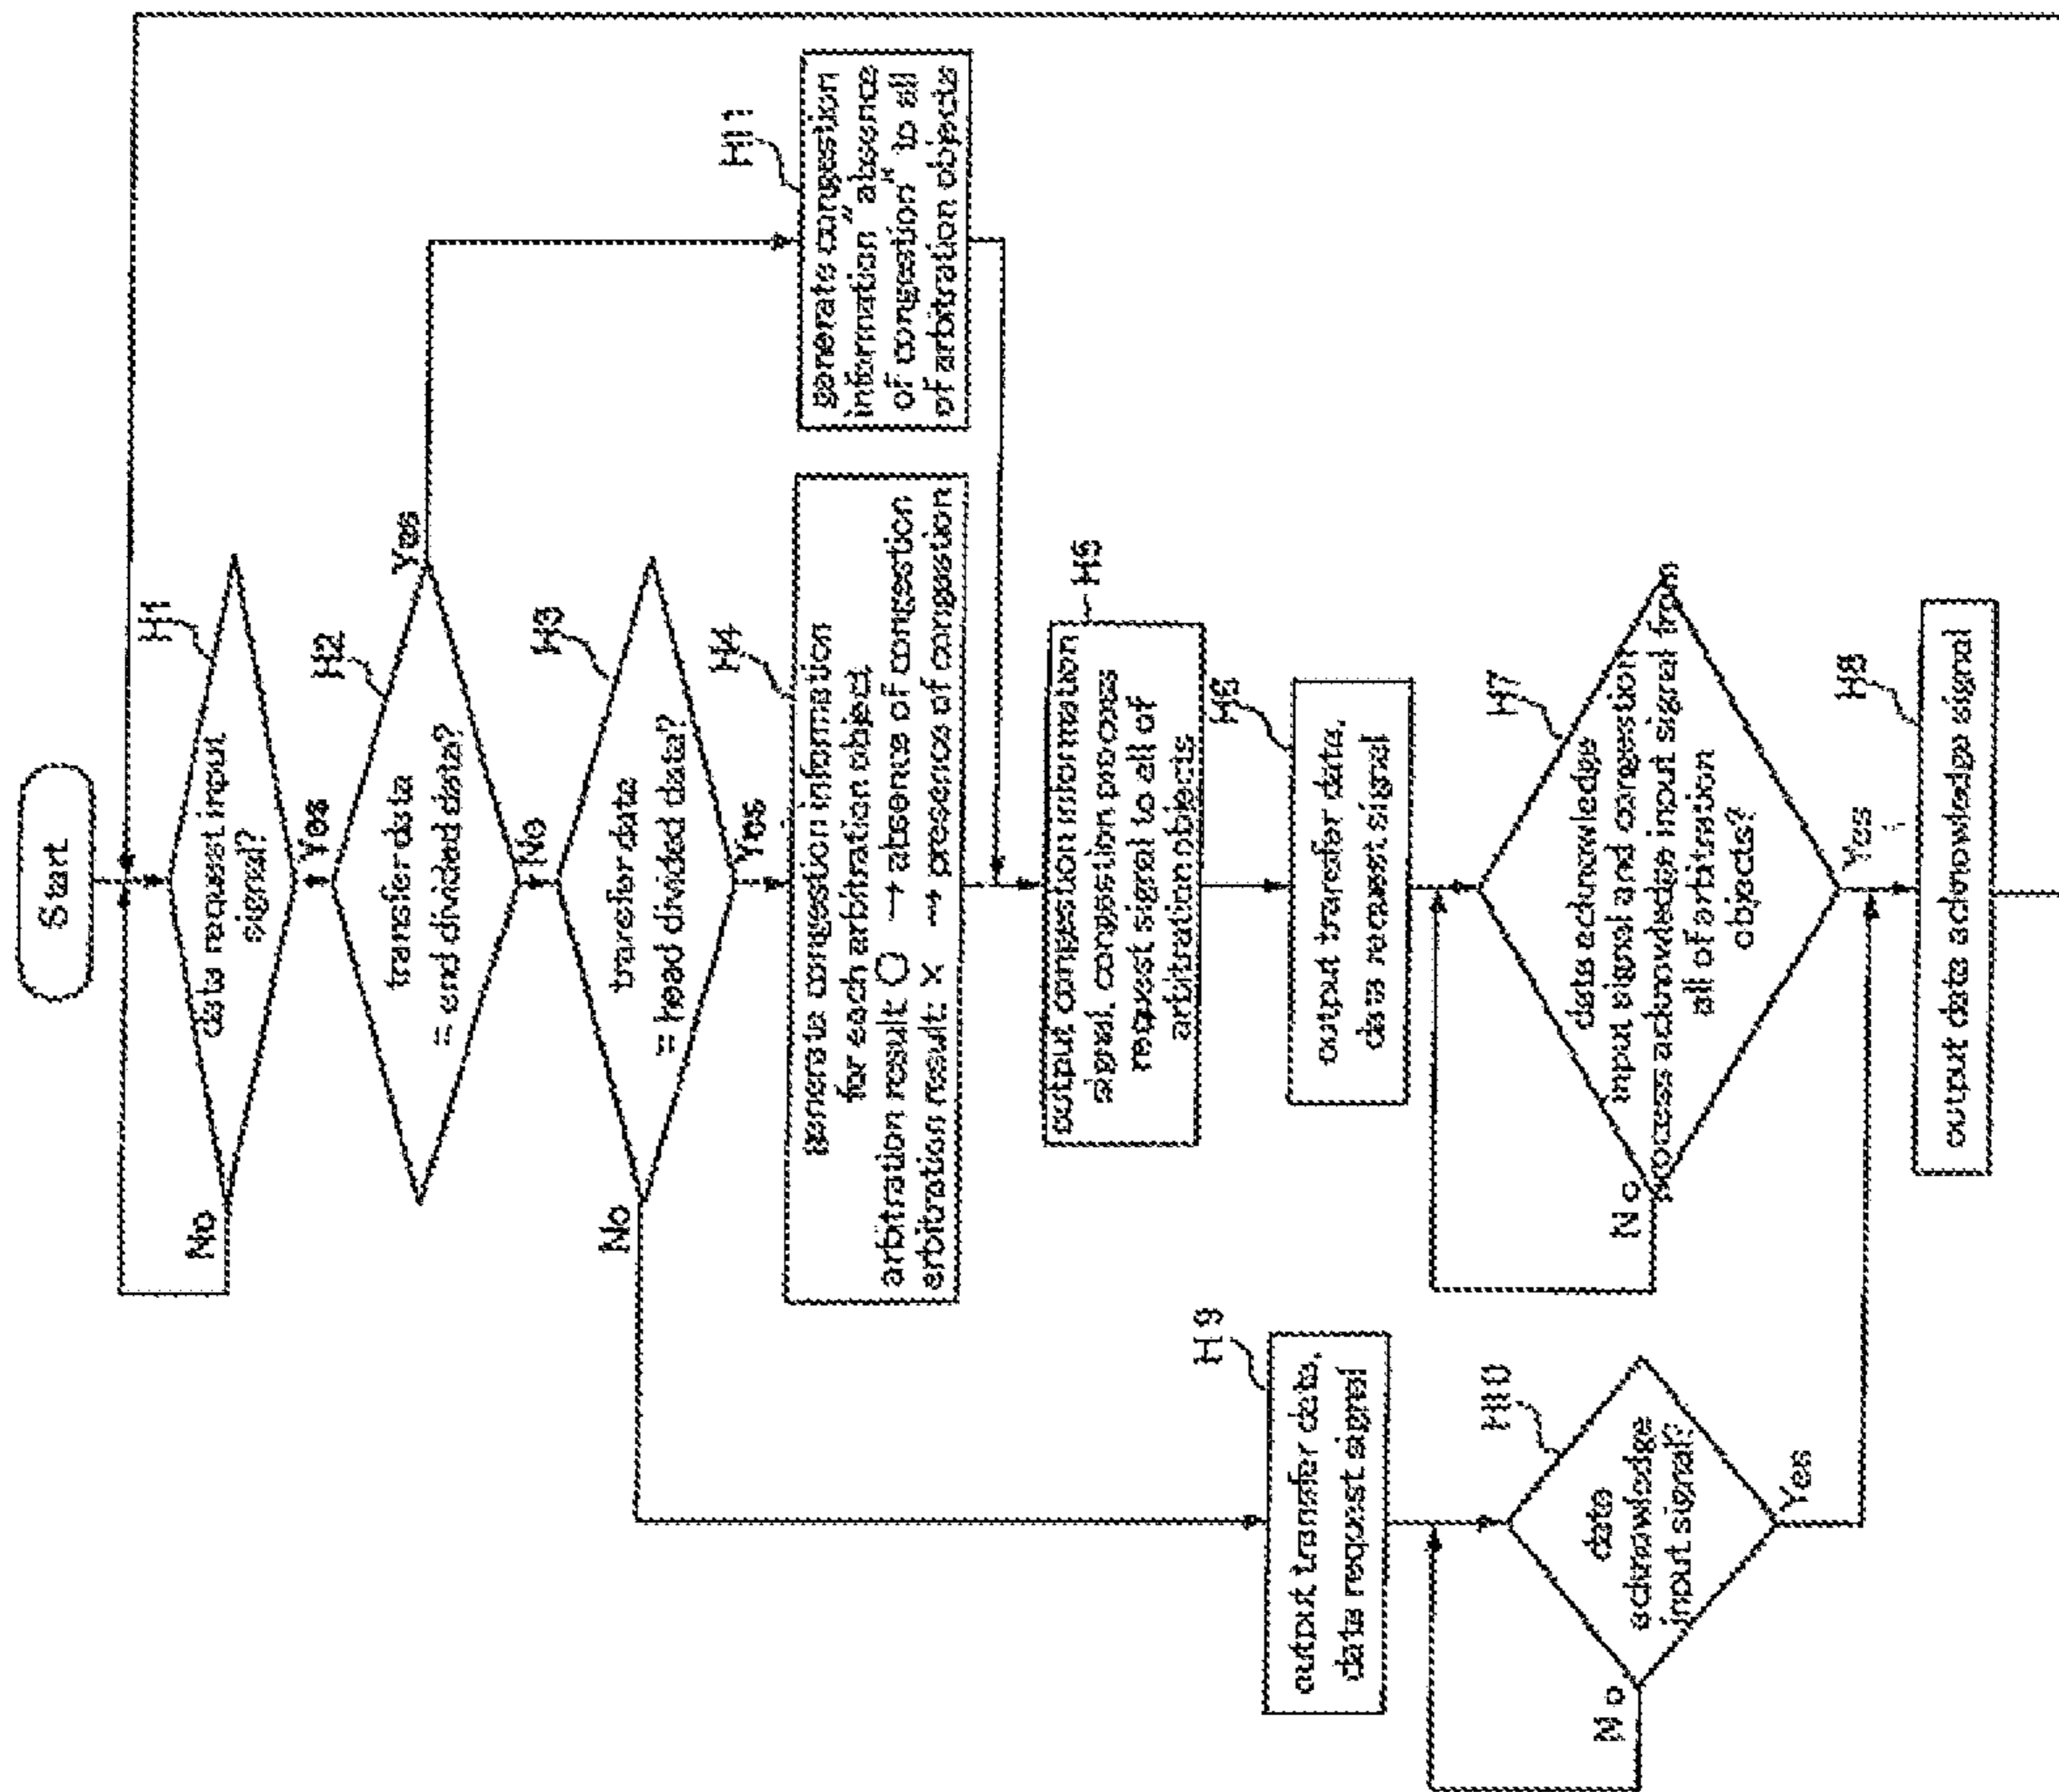 Start
H1
data request input
signal?
No
Yes
H2
transfer data
= end divided data?
Yes
No
H3
transfer data
= head divided data?
No
Yes
H4
generate congestion information
for each arbitration object
arbitration result: ○ → absence of congestion
arbitration result: × → presence of congestion
H11
generate congestion
information "absence
of congestion" to all
of arbitration objects
H5
output congestion information
signal, congestion process
request signal to all of
arbitration objects
H6
output transfer data,
data request signal
H7
data acknowledge
input signal and congestion
process acknowledge input signal from
all of arbitration
objects?
No
Yes
H9
output transfer data,
data request signal
H10
data
acknowledge
input signal?
No
Yes
H8
output data acknowledge signal